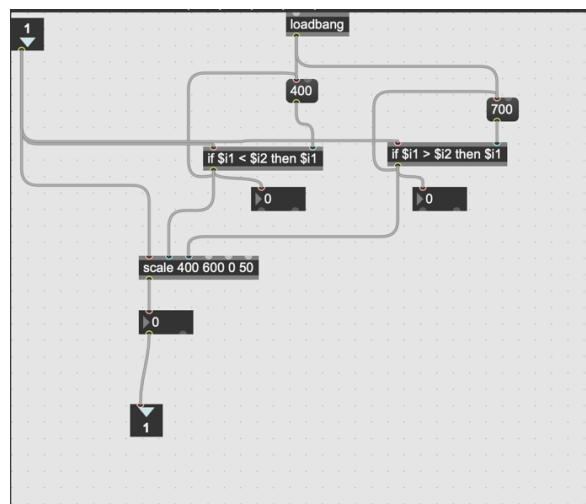 1
loadbang
400
700
if $i1 < $i2 then $i1
if $i1 > $i2 then $i1
0
0
scale 400 600 0 50
0
1